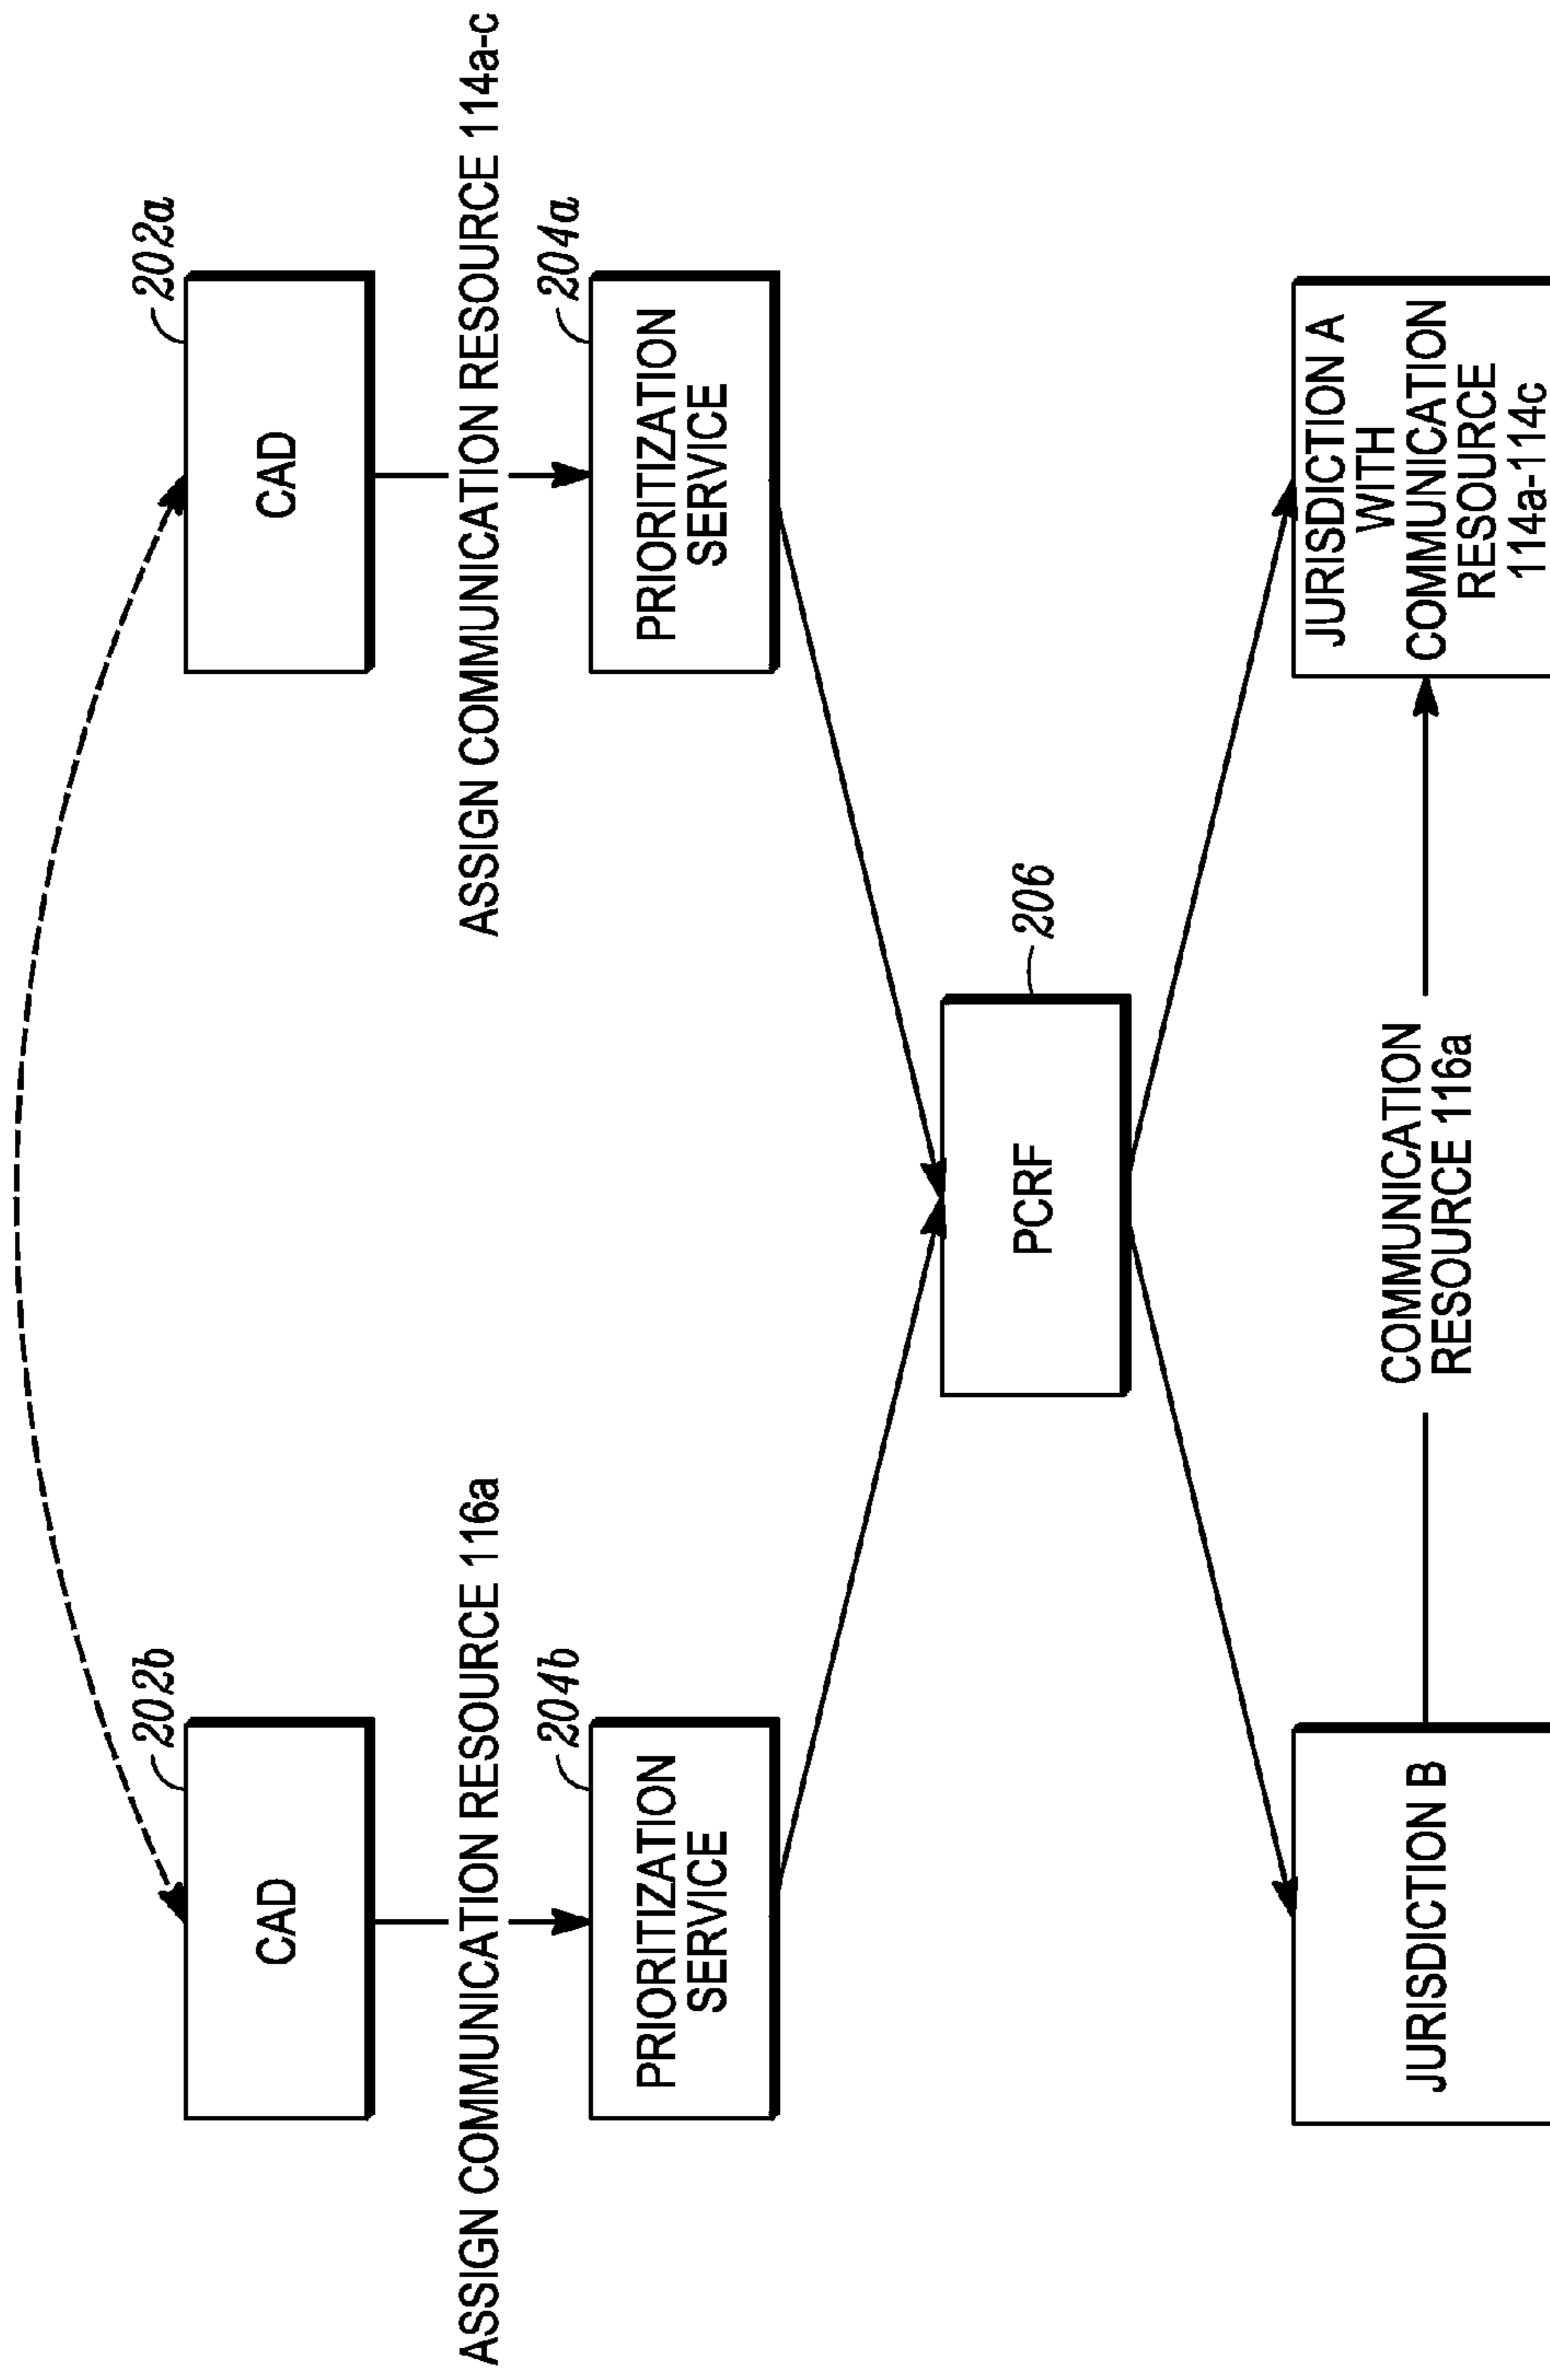 202b
202a
CAD
CAD
ASSIGN COMMUNICATION RESOURCE 116a
ASSIGN COMMUNICATION RESOURCE 114a-c
204b
204a
PRIORITIZATION
SERVICE
PRIORITIZATION
SERVICE
206
PCRF
JURISDICTION B
COMMUNICATION
RESOURCE 116a
JURISDICTION A
WITH
COMMUNICATION
RESOURCE
114a-114c